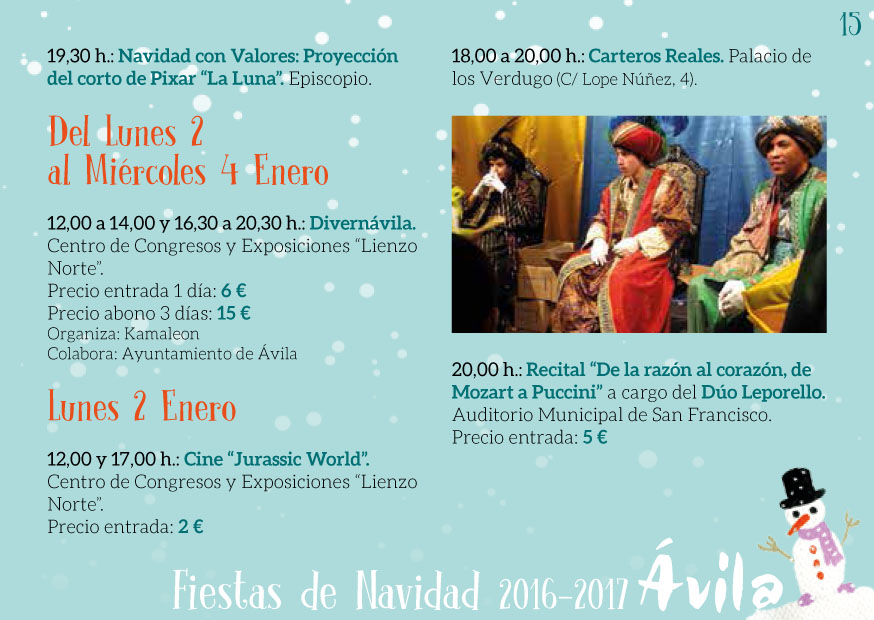 15
19,30 h.: Navidad con Valores: Proyección
del corto de Pixar “La Luna”. Episcopio.
Del Lunes 2
al Miércoles 4 Enero
12,00 a 14,00 y 16,30 a 20,30 h.: Divernávila.
Centro de Congresos y Exposiciones “Lienzo
Norte”.
Precio entrada 1 día: 6 €
Precio abono 3 días: 15 €
Organiza: Kamaleon
Colabora: Ayuntamiento de Ávila
Lunes 2 Enero
12,00 y 17,00 h.: Cine “Jurassic World”.
Centro de Congresos y Exposiciones “Lienzo
Norte”.
Precio entrada: 2 €
18,00 a 20,00 h.: Carteros Reales. Palacio de
los Verdugo (C/ Lope Núñez, 4).
20,00 h.: Recital “De la razón al corazón, de
Mozart a Puccini” a cargo del Dúo Leporello.
Auditorio Municipal de San Francisco.
Precio entrada: 5 €
Fiestas de Navidad 2016-2017 Ávila